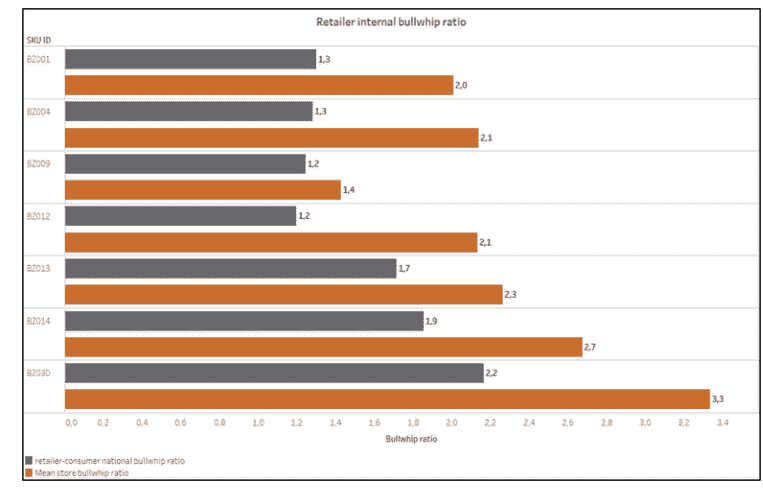 Retailer internal bullwhip ratio
SKU ID
BZ001
1,3
2,0
BZ004
1,3
2,1
BZ009
1,2
1,4
BZ012
1,2
2,1
BZ013
1,7
2,3
BZ014
1,9
2,7
BZ030
2,2
3,3
0,0 0,2 0,4 0,6 0,8 1,0 1,2 1,4 1,6 1,8 2,0 2,2 2,4 2,6 2,8 3,0 3,2 3,4
Bullwhip ratio
retailer-consumer national bullwhip ratio
Mean store bullwhip ratio